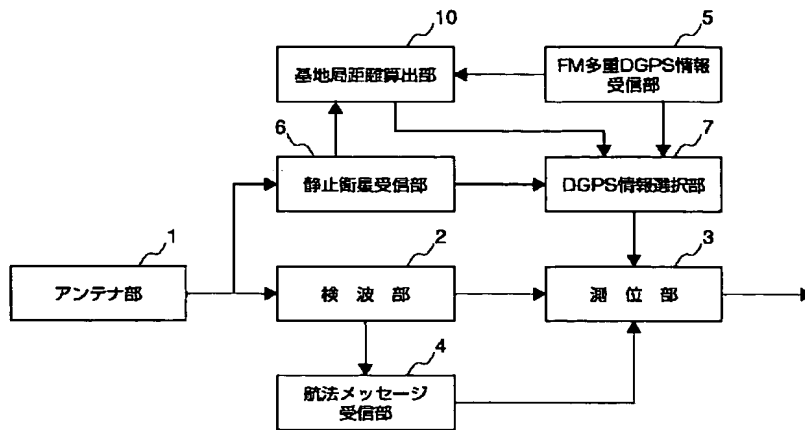 10
5
基地局距離算出部
FM多重DGPS情報
受信部
6
7
静止衛星受信部
DGPS情報選択部
1
2
3
アンテナ部
検 波 部
測 位 部
4
航法メッセージ
受信部